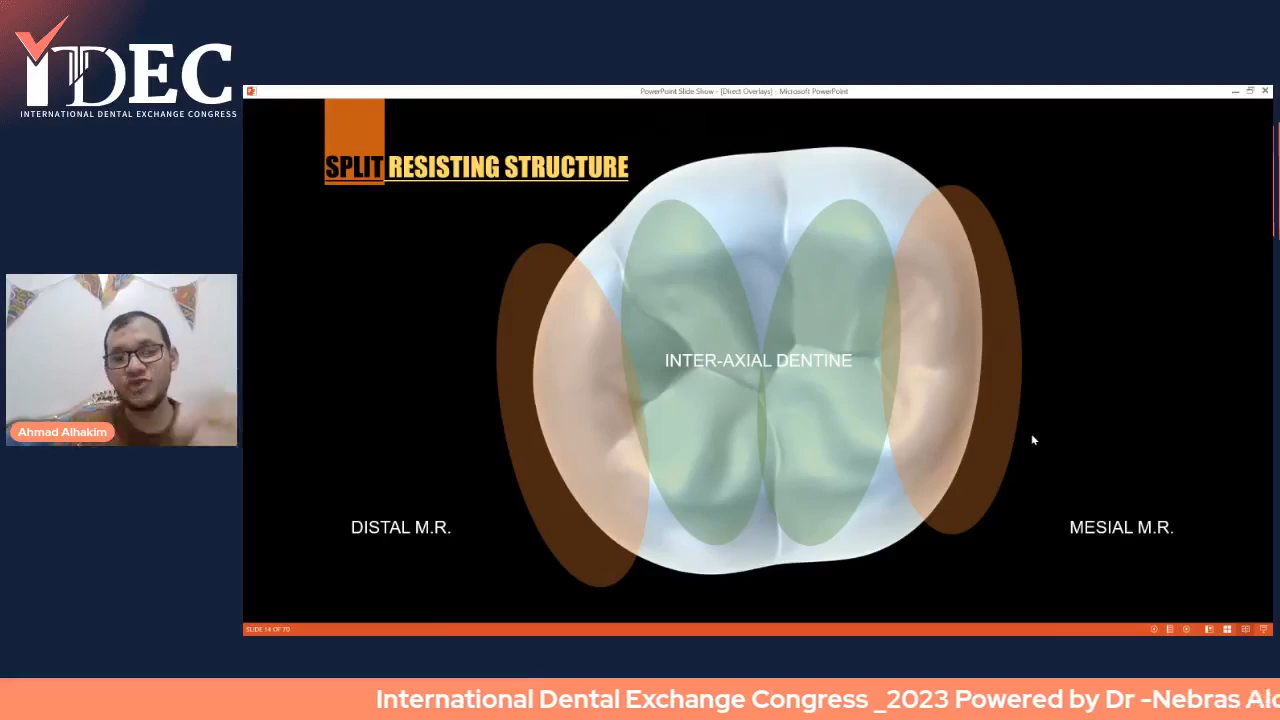 IDEC
INTERNATIONAL DENTAL EXCHANGE CONGRESS
PowerPoint Slide Show - [Direct Overlays] - Microsoft PowerPoint
SPLIT RESISTING STRUCTURE
INTER-AXIAL DENTINE
Ahmad Alhakim
DISTAL M.R.
MESIAL M.R.
SLIDE 14 OF 70
International Dental Exchange Congress _2023 Powered by Dr -Nebras